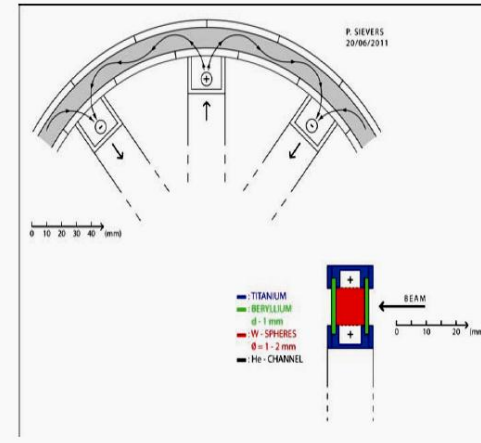 P. SIEVERS
20/06/2011
+
-
-
0 10 20 30 40 (mm)
: TITANIUM
: BERYLLIUM
d - 1 mm
: W - SPHERES
Ø = 1 - 2 mm
: He - CHANNEL
+
+
BEAM
0 10 20 (mm